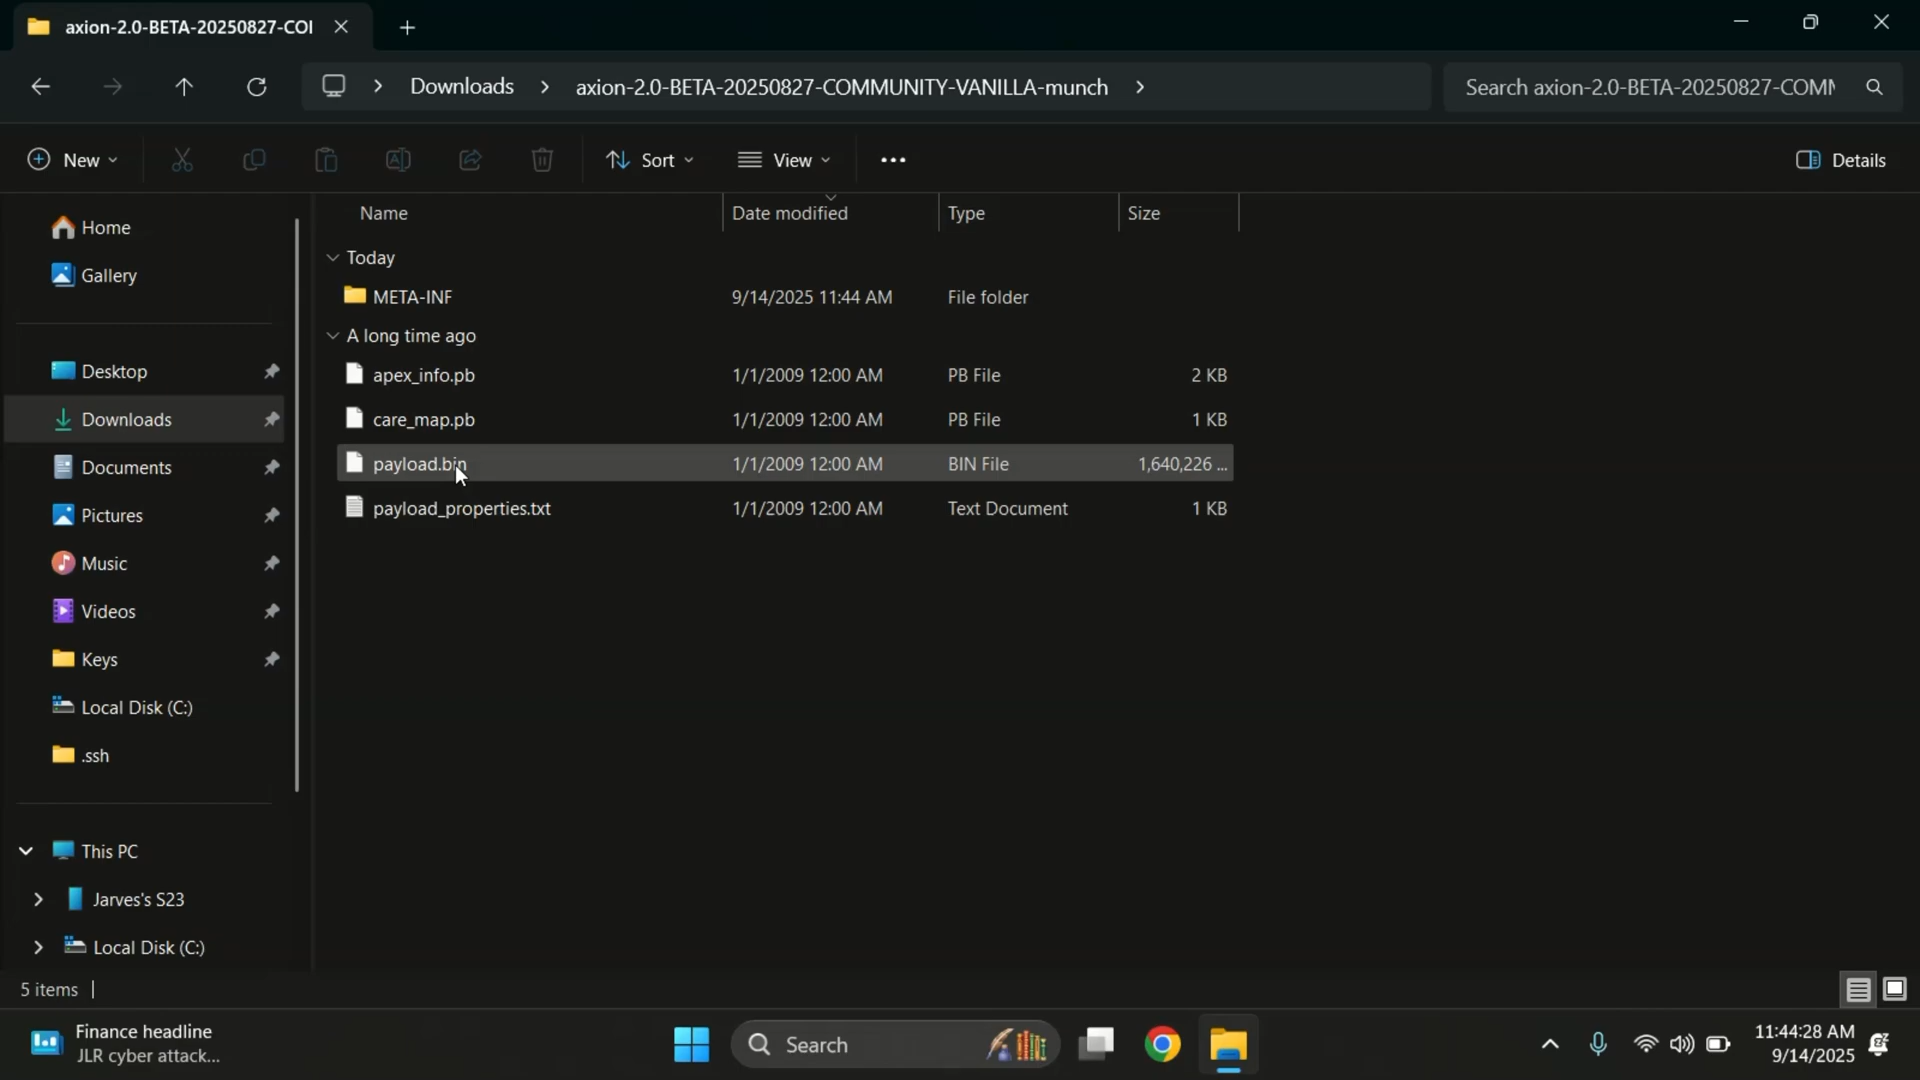 axion-2.0-BETA-20250827-COI
Downloads
axion-2.0-BETA-20250827-COMMUNITY-VANILLA-munch
Search axion-2.0-BETA-20250827-COMM
New
Sort
View
Details
Name
Date modified
Type
Size
Today
META-INF 9/14/2025 11:44 AM File folder
A long time ago
apex_info.pb 1/1/2009 12:00 AM PB File 2 KB
care_map.pb 1/1/2009 12:00 AM PB File 1 KB
payload.bin 1/1/2009 12:00 AM BIN File 1,640,226 ...
payload_properties.txt 1/1/2009 12:00 AM Text Document 1 KB
Home
Gallery
Desktop
Downloads
Documents
Pictures
Music
Videos
Keys
Local Disk (C:)
.ssh
This PC
Jarves's S23
Local Disk (C:)
5 items
Finance headline
JLR cyber attack...
Search
11:44:28 AM
9/14/2025